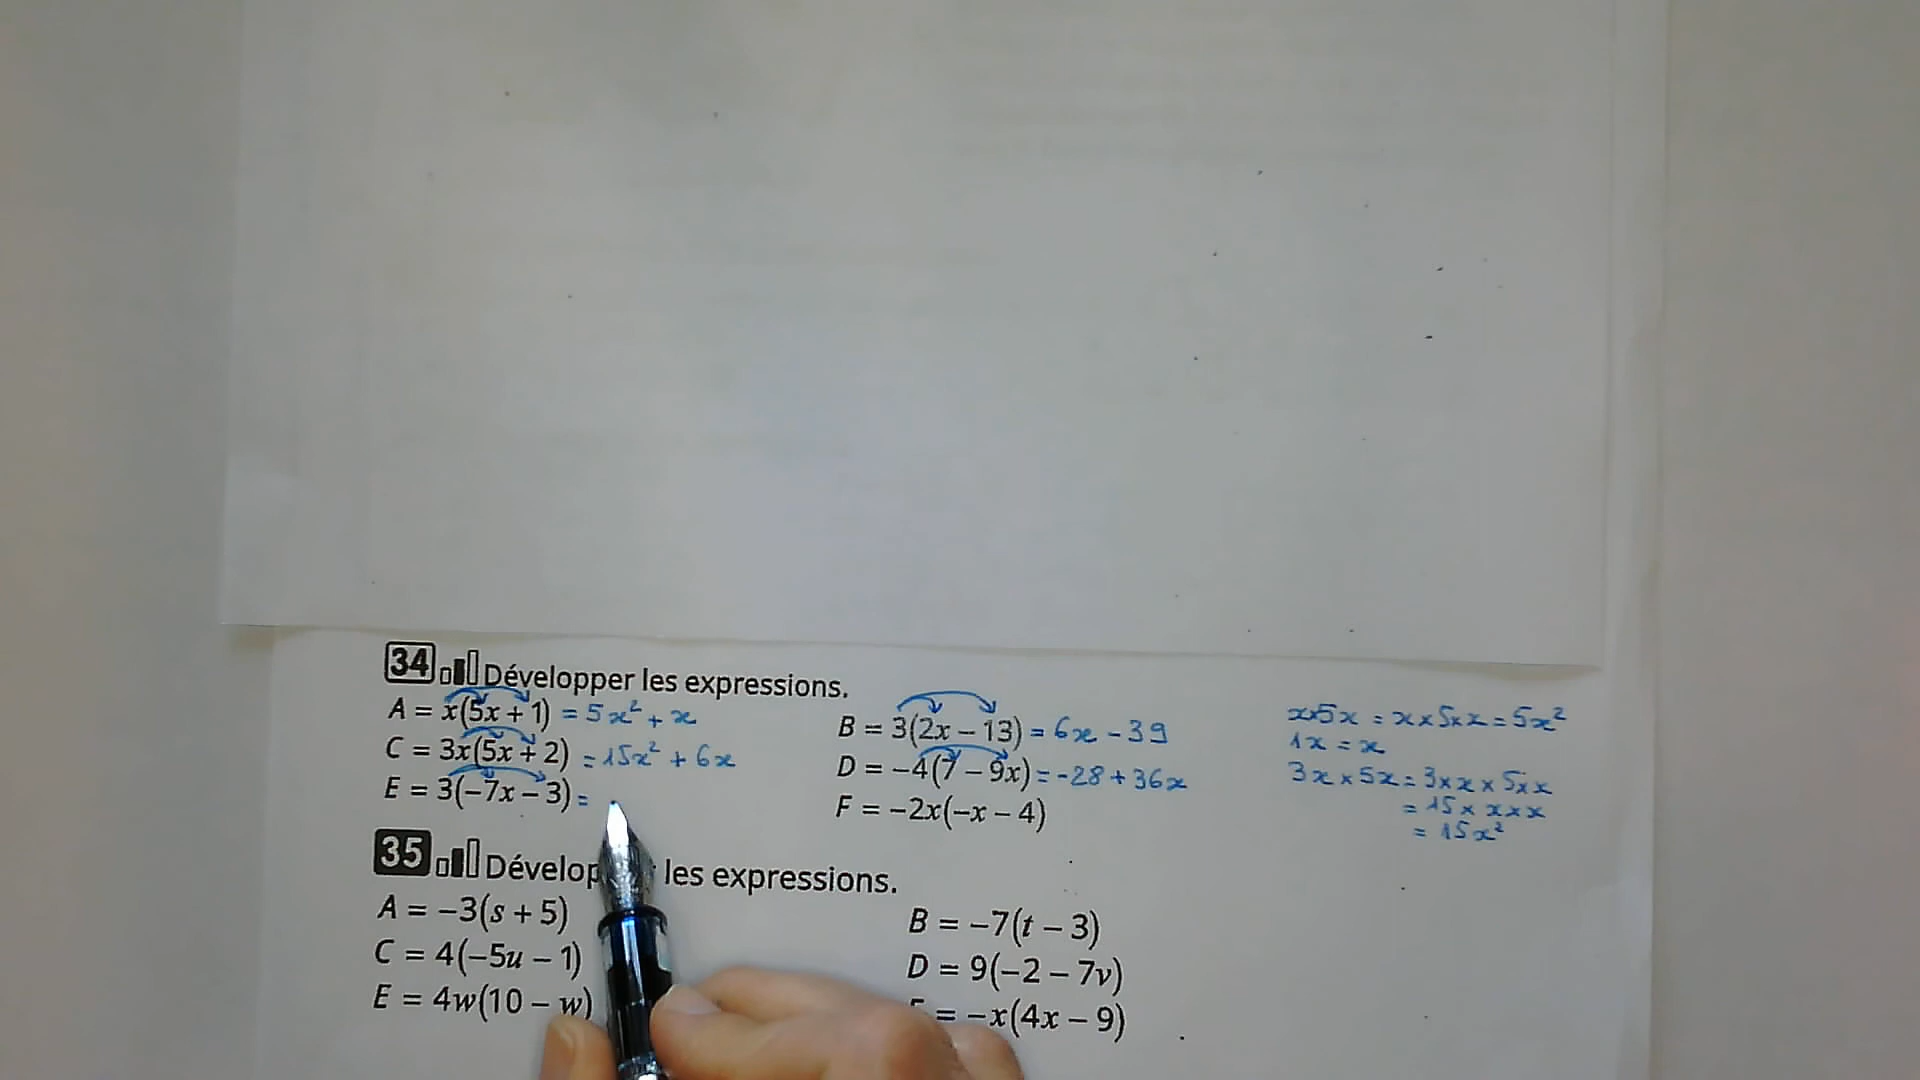 34 Développer les expressions.
A = x(5x + 1) = 5x² + x
B = 3(2x – 13) = 6x - 39
C = 3x(5x + 2) = 15x² + 6x
D = –4(7 – 9x) = -28 + 36x
E = 3(–7x – 3) =
F = –2x(–x – 4)
x×5x = x×5×x = 5x²
1x = x
3x×5x = 3×x×5×x
= 15×x×x
= 15x²
35 Dévelop les expressions.
A = –3(s + 5)
B = –7(t – 3)
C = 4(–5u – 1)
D = 9(–2 – 7v)
E = 4w(10 – w)
= –x(4x – 9)